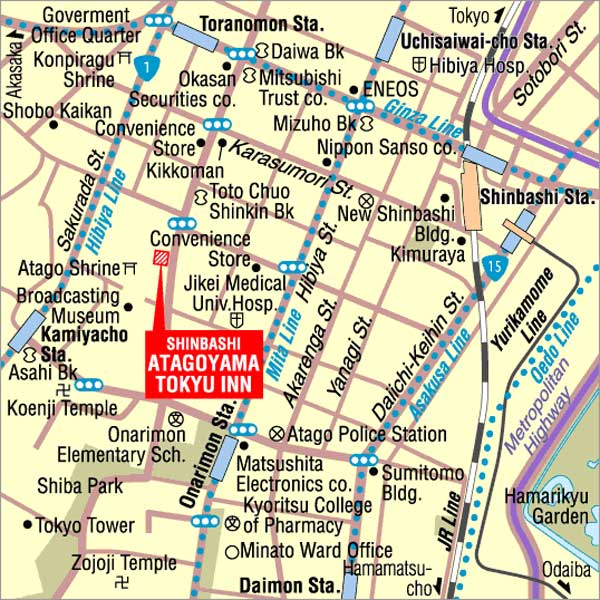 Goverment
Office Quarter
Akasaka
Konpiragu
Shrine
1
Toranomon Sta.
Daiwa Bk
Okasan
Securities co.
Mitsubishi
Trust co.
Tokyo
Uchisaiwai-cho Sta.
Hibiya Hosp.
Sotobori St.
ENEOS
Ginza Line
Shobo Kaikan
Convenience
Store
Kikkoman
Mizuho Bk
Nippon Sanso co.
Karasumori St.
Sakurada St.
Hibiya Line
Toto Chuo
Shinkin Bk
New Shinbashi
Bldg.
Kimuraya
Shinbashi Sta.
Convenience
Store
Hibiya St.
Atago Shrine
Jikei Medical
Univ.Hosp.
15
Broadcasting
Museum
Kamiyacho
Sta.
Asahi Bk
SHINBASHI
ATAGOYAMA
TOKYU INN
Mita Line
Akarenga St.
Yanagi St.
Daiichi-Keihin St.
Asakusa Line
Yurikamome
Line
Oedo Line
Metropolitan
Highway
Koenji Temple
Onarimon
Elementary Sch.
Onarimon Sta.
Atago Police Station
Shiba Park
Matsushita
Electronics co.
Sumitomo
Bldg.
Kyoritsu College
of Pharmacy
Hamarikyu
Garden
Tokyo Tower
JR Line
Minato Ward Office
Zojoji Temple
Daimon Sta.
Hamamatsu-
cho
Odaiba